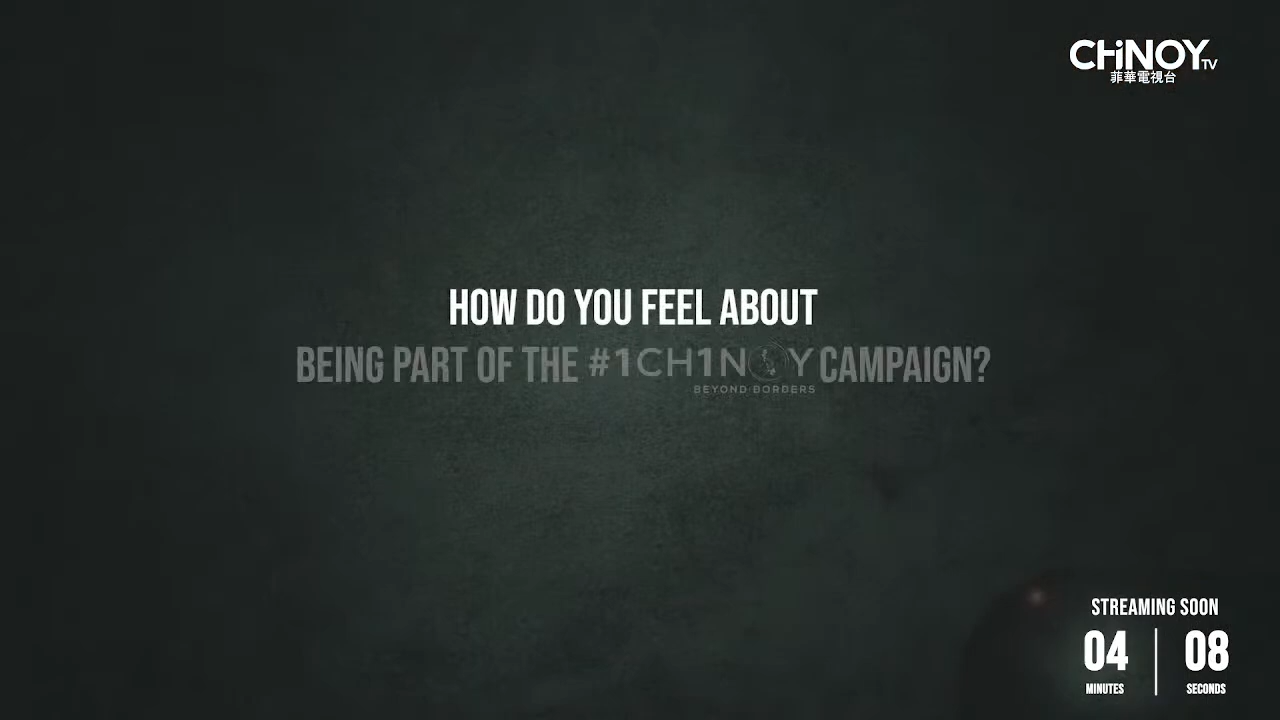 CHiNOY TV
菲華電視台
HOW DO YOU FEEL ABOUT
BEING PART OF THE #1CH1NOY CAMPAIGN?
BEYOND BORDERS
STREAMING SOON
04 08
MINUTES SECONDS